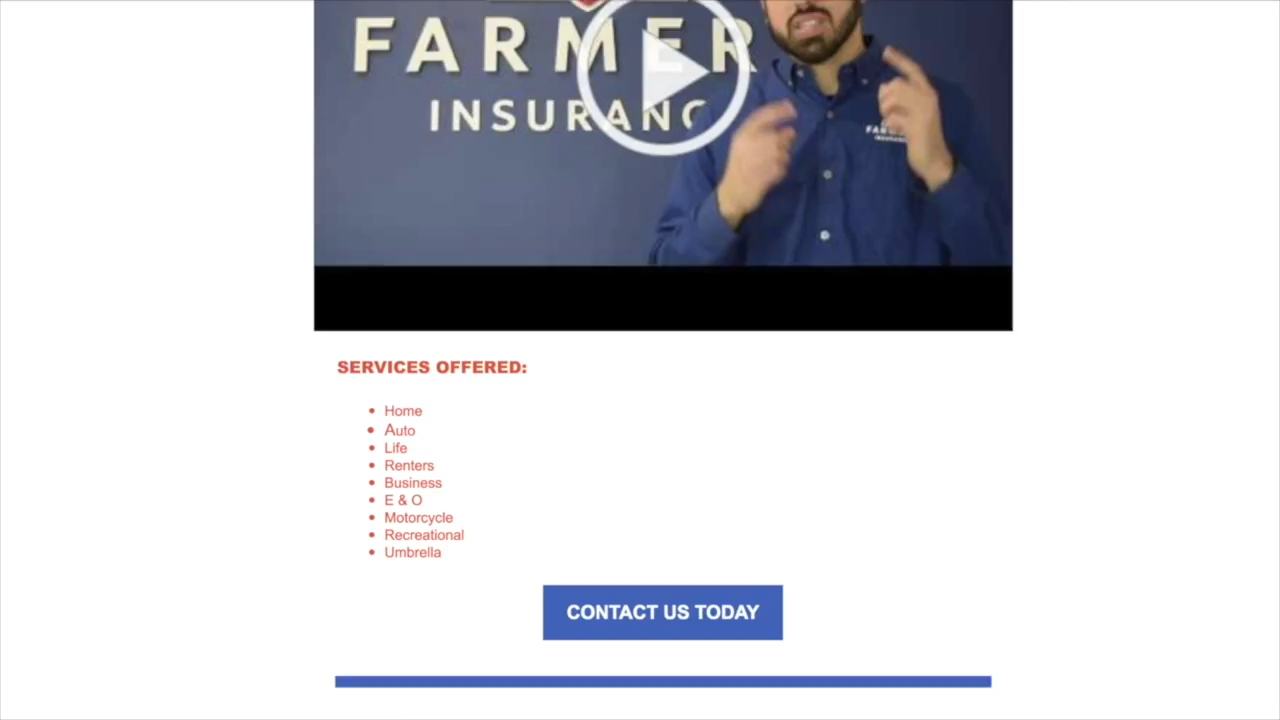 FARMER
INSURANC
SERVICES OFFERED:
Home
Auto
Life
Renters
Business
E & O
Motorcycle
Recreational
Umbrella
CONTACT US TODAY